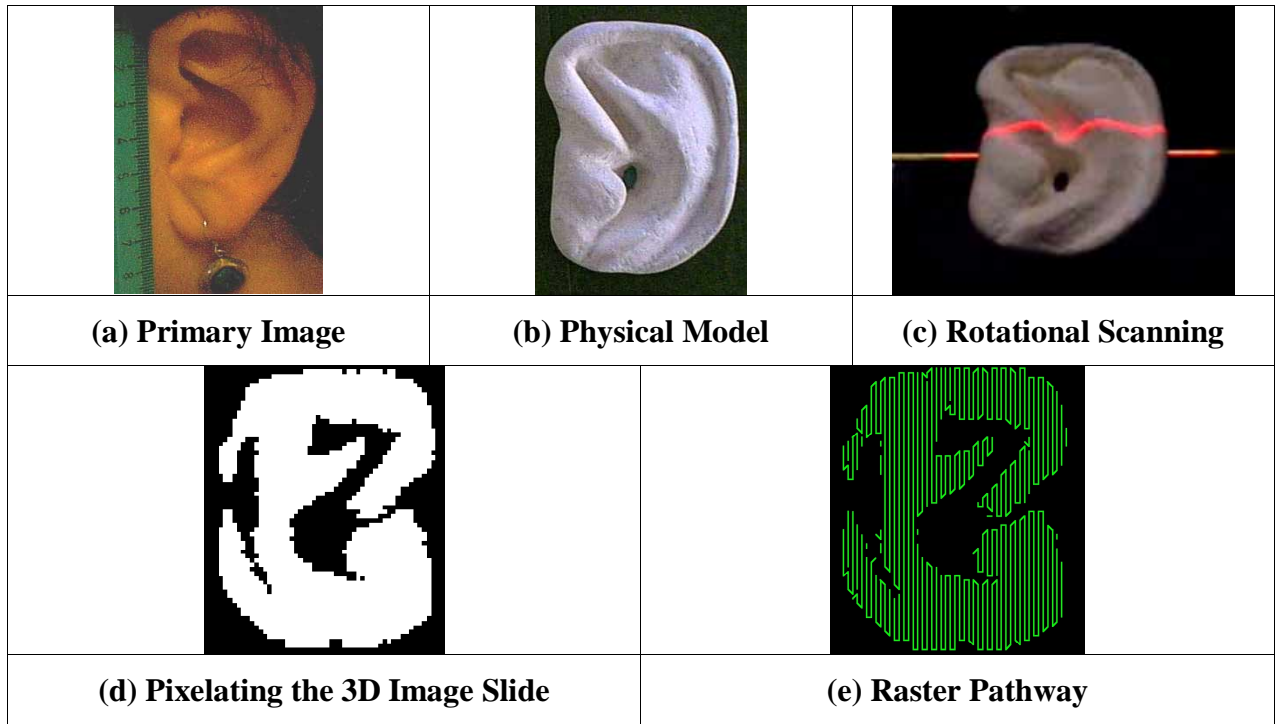 (a) Primary Image
(b) Physical Model
(c) Rotational Scanning
(d) Pixelating the 3D Image Slide
(e) Raster Pathway